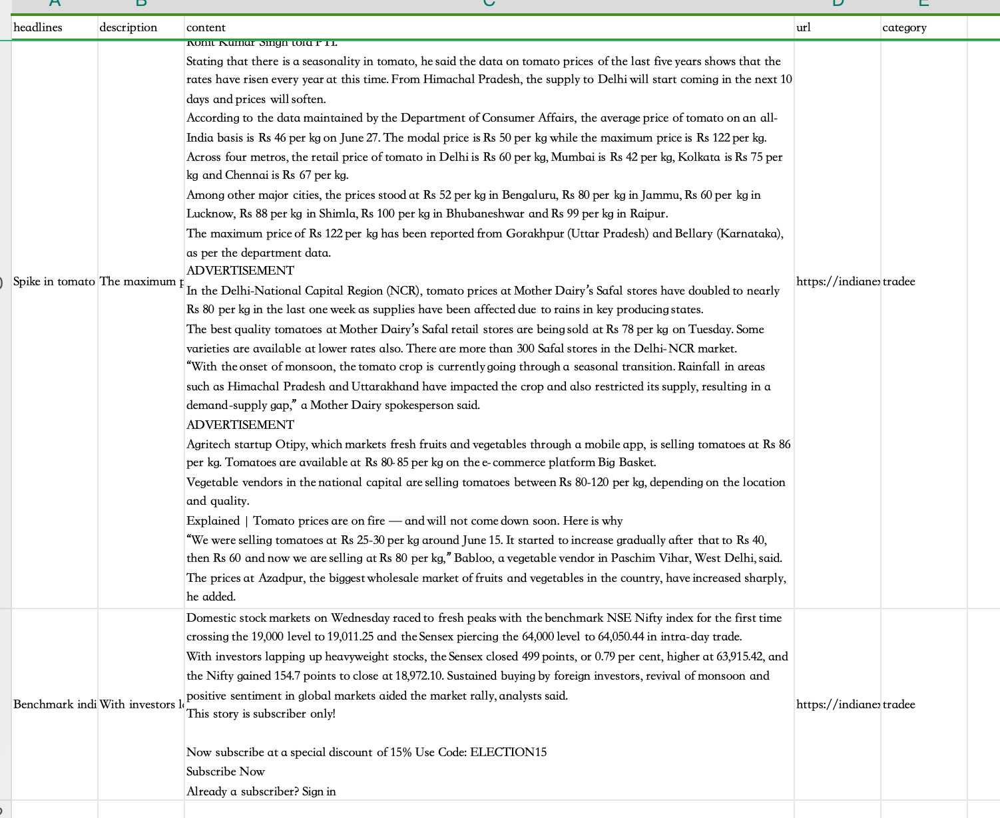 A B C D E
headlines description content url category
Rohit Kumar Singh told PTI.
Stating that there is a seasonality in tomato, he said the data on tomato prices of the last five years shows that the
rates have risen every year at this time. From Himachal Pradesh, the supply to Delhi will start coming in the next 10
days and prices will soften.
According to the data maintained by the Department of Consumer Affairs, the average price of tomato on an all-
India basis is Rs 46 per kg on June 27. The modal price is Rs 50 per kg while the maximum price is Rs 122 per kg.
Across four metros, the retail price of tomato in Delhi is Rs 60 per kg, Mumbai is Rs 42 per kg, Kolkata is Rs 75 per
kg and Chennai is Rs 67 per kg.
Among other major cities, the prices stood at Rs 52 per kg in Bengaluru, Rs 80 per kg in Jammu, Rs 60 per kg in
Lucknow, Rs 88 per kg in Shimla, Rs 100 per kg in Bhubaneshwar and Rs 99 per kg in Raipur.
The maximum price of Rs 122 per kg has been reported from Gorakhpur (Uttar Pradesh) and Bellary (Karnataka),
as per the department data.
ADVERTISEMENT
Spike in tomato The maximum https://indianex tradee
In the Delhi-National Capital Region (NCR), tomato prices at Mother Dairy’s Safal stores have doubled to nearly
Rs 80 per kg in the last one week as supplies have been affected due to rains in key producing states.
The best quality tomatoes at Mother Dairy’s Safal retail stores are being sold at Rs 78 per kg on Tuesday. Some
varieties are available at lower rates also. There are more than 300 Safal stores in the Delhi-NCR market.
“With the onset of monsoon, the tomato crop is currently going through a seasonal transition. Rainfall in areas
such as Himachal Pradesh and Uttarakhand have impacted the crop and also restricted its supply, resulting in a
demand-supply gap,” a Mother Dairy spokesperson said.
ADVERTISEMENT
Agritech startup Otipy, which markets fresh fruits and vegetables through a mobile app, is selling tomatoes at Rs 86
per kg. Tomatoes are available at Rs 80-85 per kg on the e-commerce platform Big Basket.
Vegetable vendors in the national capital are selling tomatoes between Rs 80-120 per kg, depending on the location
and quality.
Explained | Tomato prices are on fire — and will not come down soon. Here is why
“We were selling tomatoes at Rs 25-30 per kg around June 15. It started to increase gradually after that to Rs 40,
then Rs 60 and now we are selling at Rs 80 per kg,” Babloo, a vegetable vendor in Paschim Vihar, West Delhi, said.
The prices at Azadpur, the biggest wholesale market of fruits and vegetables in the country, have increased sharply,
he added.
Domestic stock markets on Wednesday raced to fresh peaks with the benchmark NSE Nifty index for the first time
crossing the 19,000 level to 19,011.25 and the Sensex piercing the 64,000 level to 64,050.44 in intra-day trade.
With investors lapping up heavyweight stocks, the Sensex closed 499 points, or 0.79 per cent, higher at 63,915.42, and
the Nifty gained 154.7 points to close at 18,972.10. Sustained buying by foreign investors, revival of monsoon and
positive sentiment in global markets aided the market rally, analysts said.
Benchmark indi With investors https://indianex tradee
This story is subscriber only!
Now subscribe at a special discount of 15% Use Code: ELECTION15
Subscribe Now
Already a subscriber? Sign in